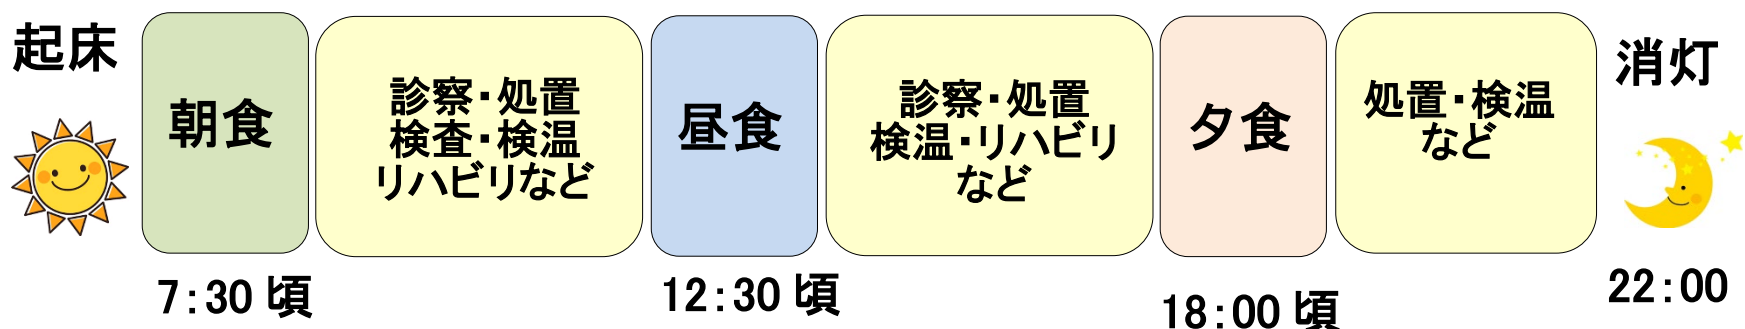 起床
朝食
診察・処置
検査・検温
リハビリなど
昼食
診察・処置
検温・リハビリ
など
夕食
処置・検温
など
消灯
7:30 頃
12:30 頃
18:00 頃
22:00